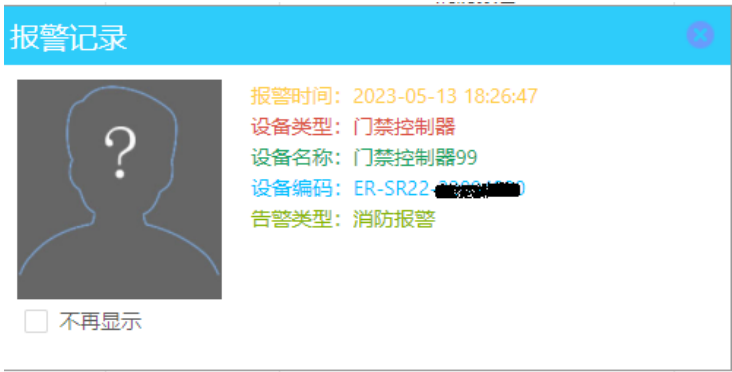 报警记录
?
报警时间：2023-05-13 18:26:47
设备类型：门禁控制器
设备名称：门禁控制器99
设备编码：ER-SR22-
告警类型：消防报警
不再显示